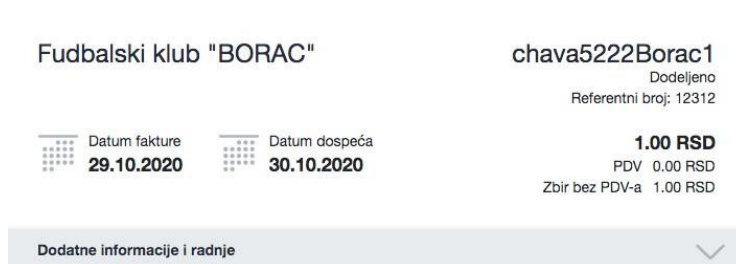 Fudbalski klub "BORAC"
chava5222Borac1
Dodeljeno
Referentni broj: 12312
Datum fakture
29.10.2020
Datum dospeća
30.10.2020
1.00 RSD
PDV 0.00 RSD
Zbir bez PDV-a 1.00 RSD
Dodatne informacije i radnje